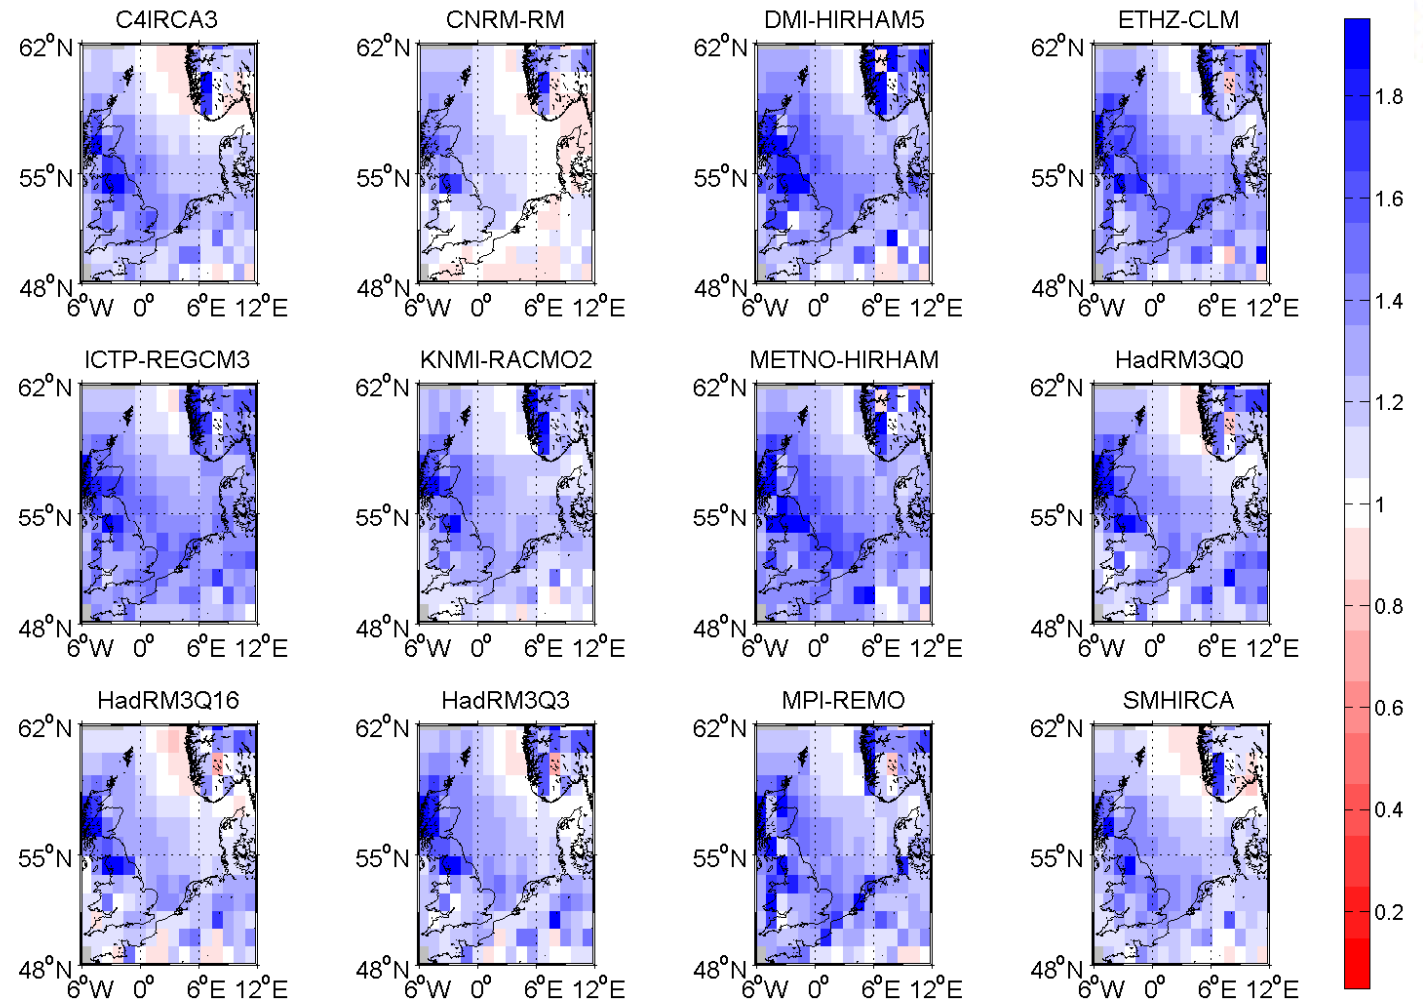 C4IRCA3 CNRM-RM DMI-HIRHAM5 ETHZ-CLM
62°N 62°N 62°N 62°N
1.8
1.6
55°N 55°N 55°N 55°N
48°N 48°N 48°N 48°N
6°W 0° 6°E 12°E 6°W 0° 6°E 12°E 6°W 0° 6°E 12°E 6°W 0° 6°E 12°E
1.4
ICTP-REGCM3 KNMI-RACMO2 METNO-HIRHAM HadRM3Q0
62°N 62°N 62°N 62°N
1.2
1
55°N 55°N 55°N 55°N
0.8
48°N 48°N 48°N 48°N
6°W 0° 6°E 12°E 6°W 0° 6°E 12°E 6°W 0° 6°E 12°E 6°W 0° 6°E 12°E
HadRM3Q16 HadRM3Q3 MPI-REMO SMHIRCA
0.6
62°N 62°N 62°N 62°N
0.4
55°N 55°N 55°N 55°N
0.2
48°N 48°N 48°N 48°N
6°W 0° 6°E 12°E 6°W 0° 6°E 12°E 6°W 0° 6°E 12°E 6°W 0° 6°E 12°E